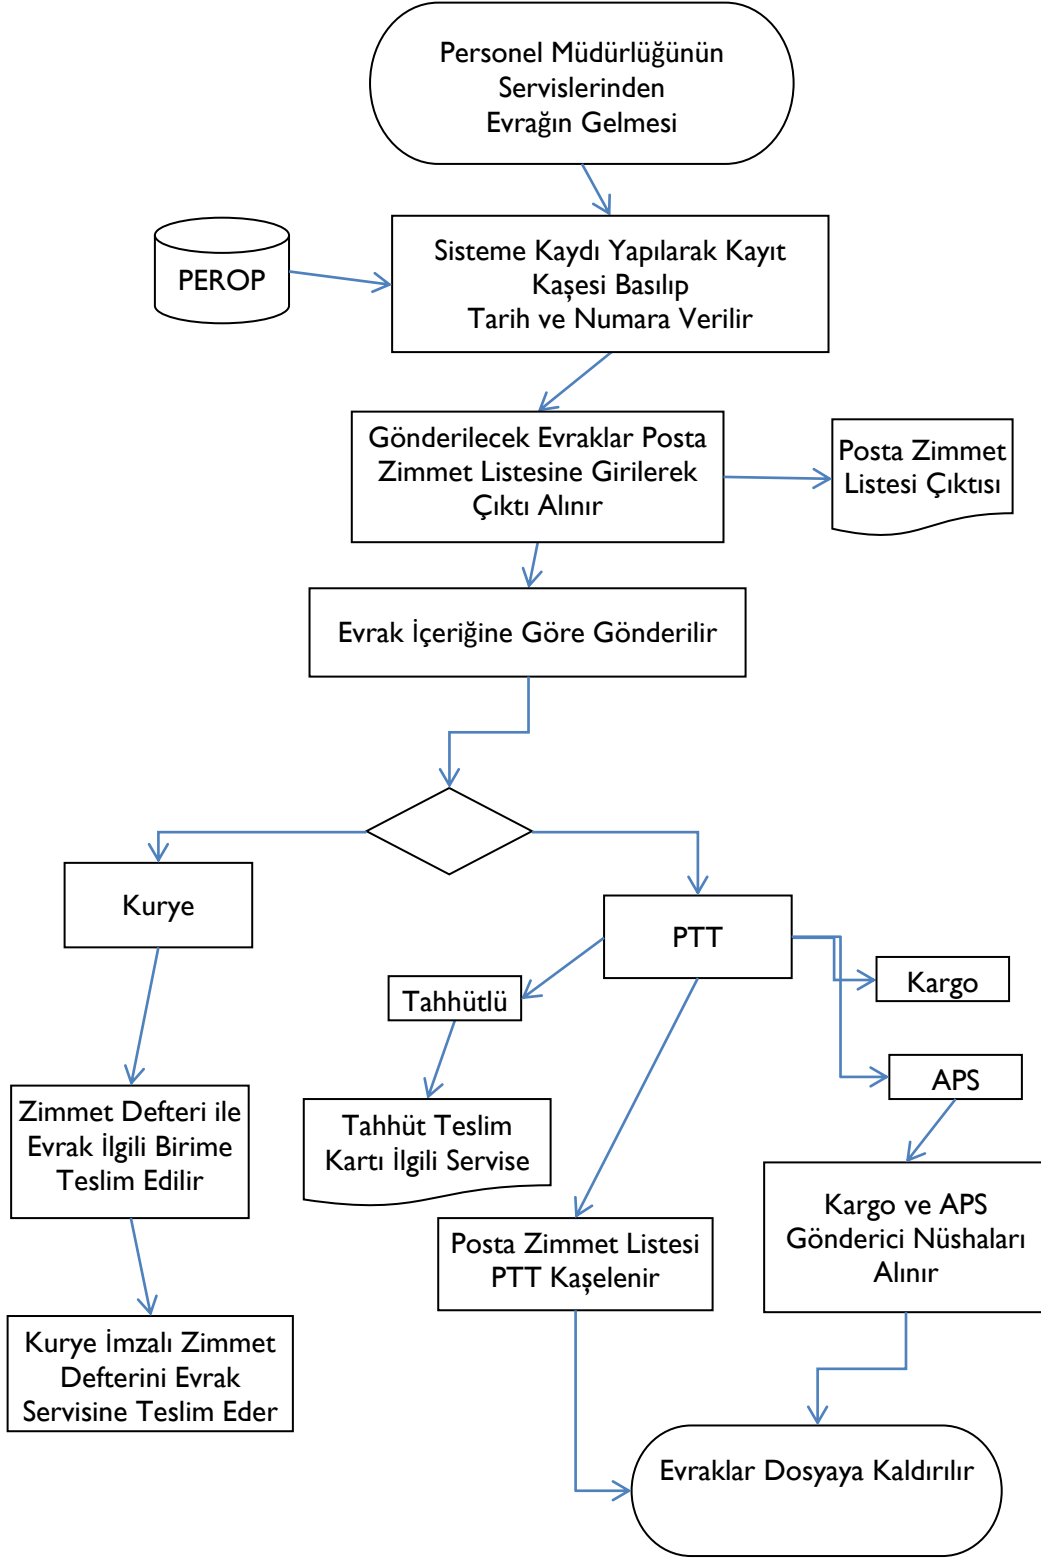 Personel Müdürlüğünün
Servislerinden
Evrağın Gelmesi
PEROP
Sisteme Kaydı Yapılarak Kayıt
Kaşesi Basılıp
Tarih ve Numara Verilir
Gönderilecek Evraklar Posta
Zimmet Listesine Girilerek
Çıktı Alınır
Posta Zimmet
Listesi Çıktısı
Evrak İçeriğine Göre Gönderilir
Kurye
PTT
Tahhütlü
Kargo
APS
Zimmet Defteri ile
Evrak İlgili Birime
Teslim Edilir
Tahhüt Teslim
Kartı İlgili Servise
Posta Zimmet Listesi
PTT Kaşelenir
Kargo ve APS
Gönderici Nüshaları
Alınır
Kurye İmzalı Zimmet
Defterini Evrak
Servisine Teslim Eder
Evraklar Dosyaya Kaldırılır